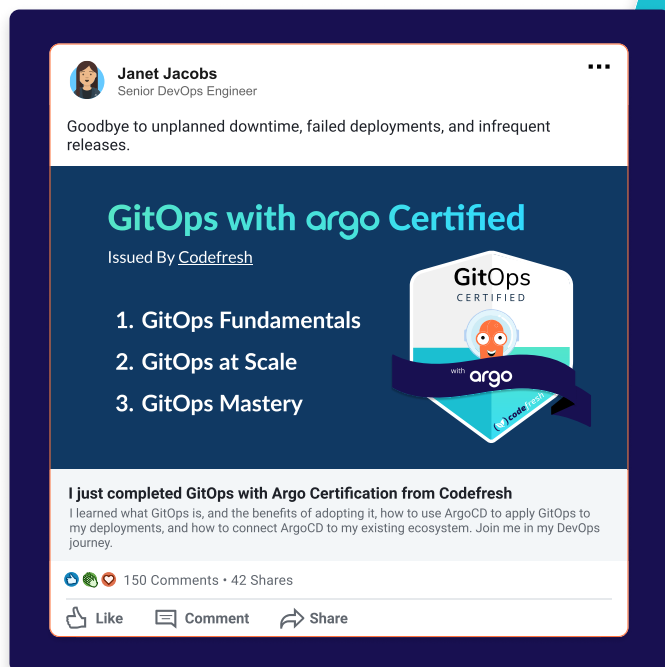 Janet Jacobs
Senior DevOps Engineer
Goodbye to unplanned downtime, failed deployments, and infrequent
releases.
GitOps with argo Certified
Issued By Codefresh
1. GitOps Fundamentals
2. GitOps at Scale
3. GitOps Mastery
GitOps
CERTIFIED
with argo
codefresh
I just completed GitOps with Argo Certification from Codefresh
I learned what GitOps is, and the benefits of adopting it, how to use ArgoCD to apply GitOps to
my deployments, and how to connect ArgoCD to my existing ecosystem. Join me in my DevOps
journey.
150 Comments • 42 Shares
Like Comment Share